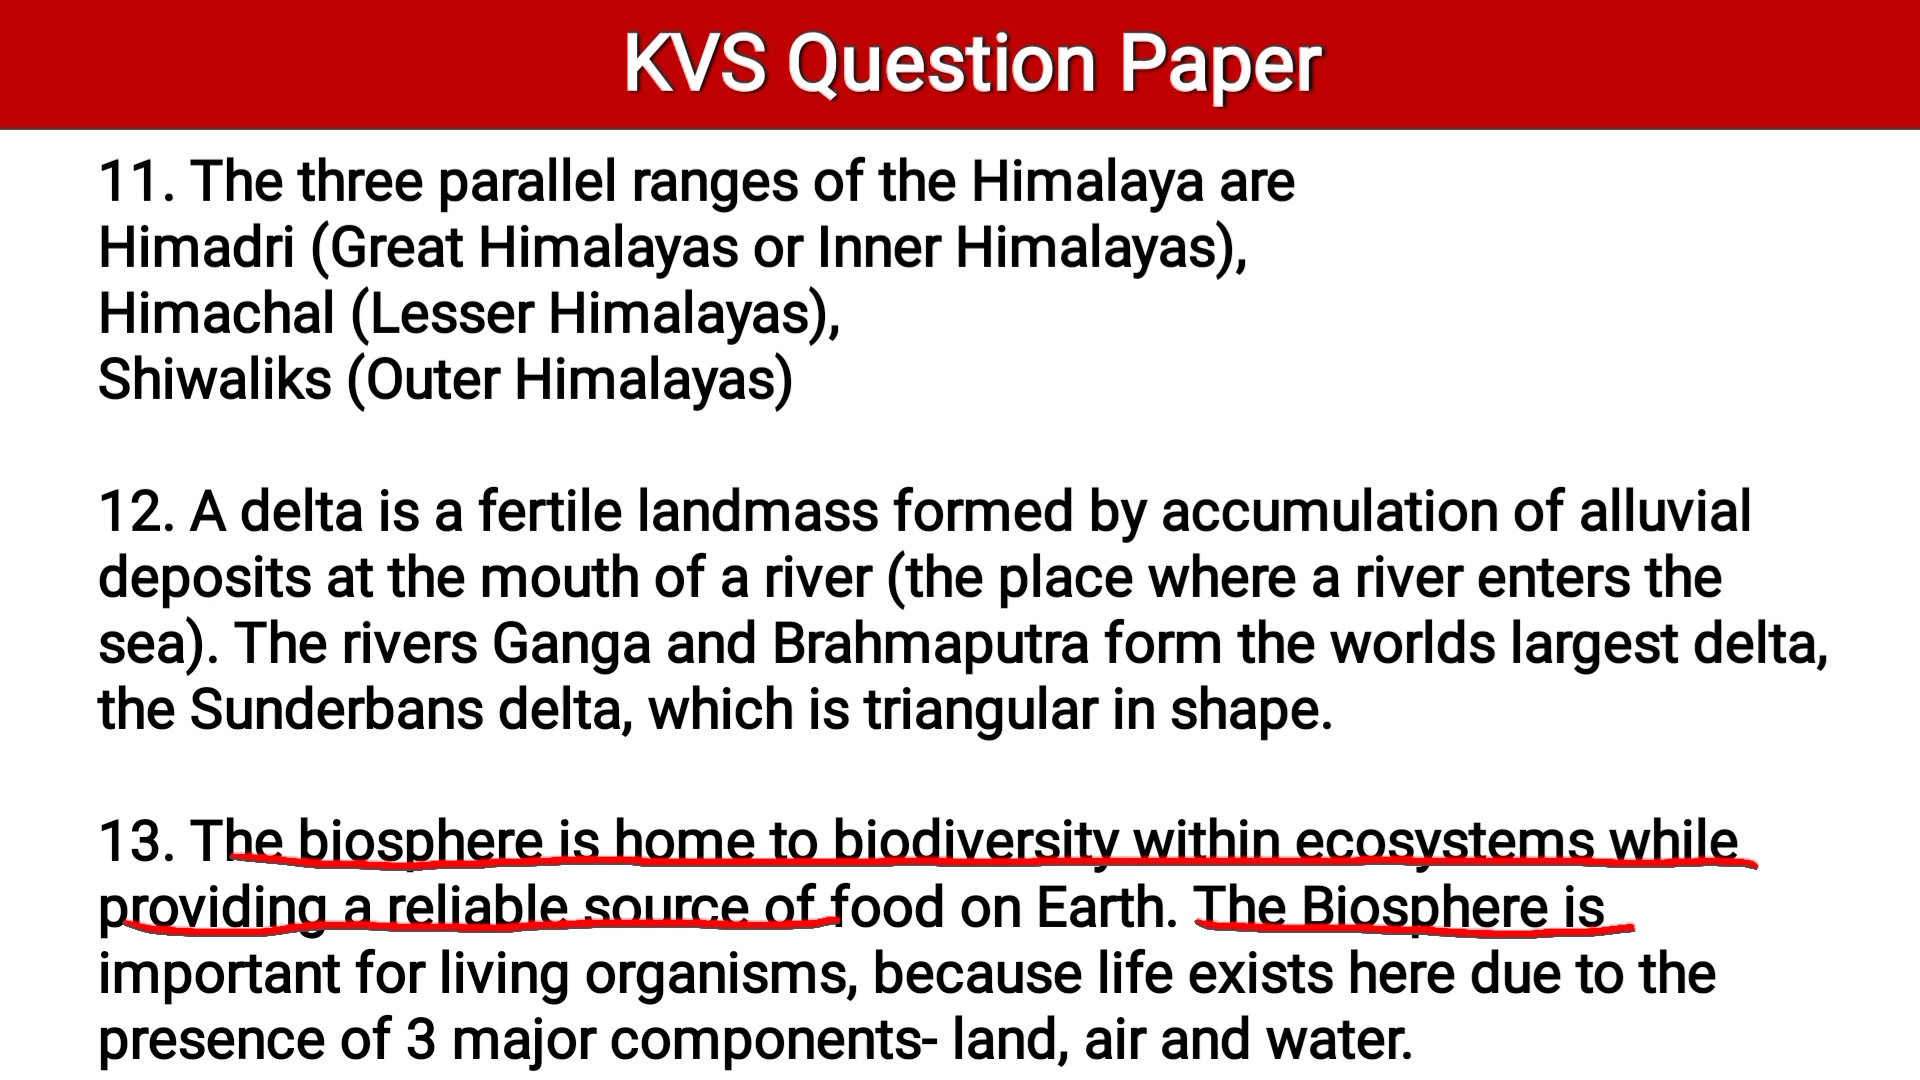 KVS Question Paper
11. The three parallel ranges of the Himalaya are
Himadri (Great Himalayas or Inner Himalayas),
Himachal (Lesser Himalayas),
Shiwaliks (Outer Himalayas)
12. A delta is a fertile landmass formed by accumulation of alluvial
deposits at the mouth of a river (the place where a river enters the
sea). The rivers Ganga and Brahmaputra form the worlds largest delta,
the Sunderbans delta, which is triangular in shape.
13. The biosphere is home to biodiversity within ecosystems while
providing a reliable source of food on Earth. The Biosphere is
important for living organisms, because life exists here due to the
presence of 3 major components- land, air and water.